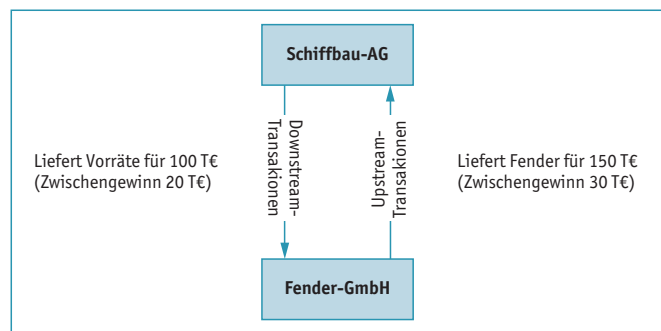 Schiffbau-AG
Liefert Vorräte für 100 T€
(Zwischengewinn 20 T€)
Downstream-
Transakionen
Upstream-
Transaktionen
Liefert Fender für 150 T€
(Zwischengewinn 30 T€)
Fender-GmbH